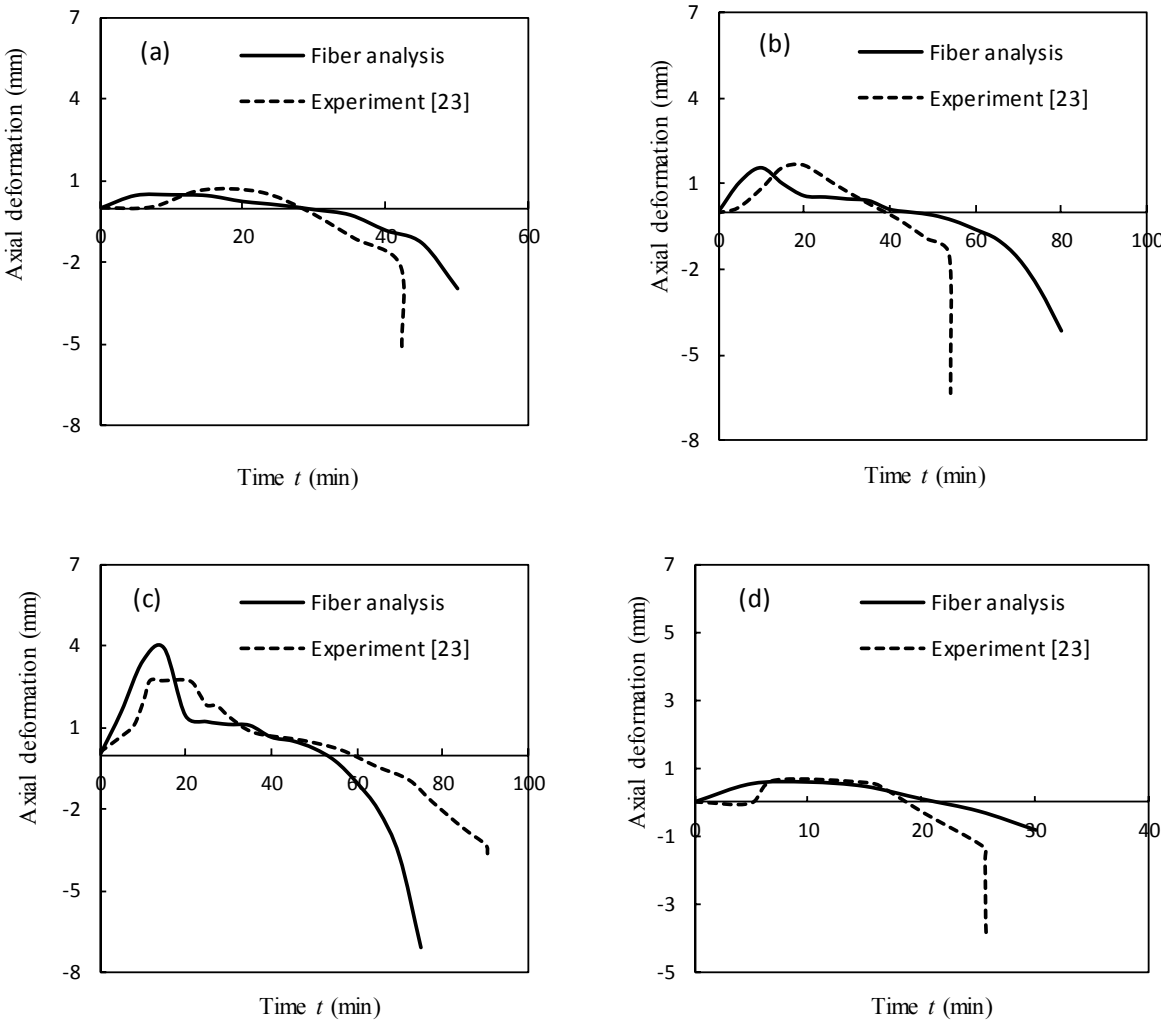 (a)
Fiber analysis
Experiment [23]
Axial deformation (mm)
7
4
1
-2
-5
-8
0
20
40
60
Time t (min)
(b)
Fiber analysis
Experiment [23]
Axial deformation (mm)
7
4
1
-2
-5
-8
0
20
40
60
80
100
Time t (min)
(c)
Fiber analysis
Experiment [23]
Axial deformation (mm)
7
4
1
-2
-5
-8
0
20
40
60
80
100
Time t (min)
(d)
Fiber analysis
Experiment [23]
Axial deformation (mm)
7
5
3
1
-1
-3
-5
0
10
20
30
40
Time t (min)